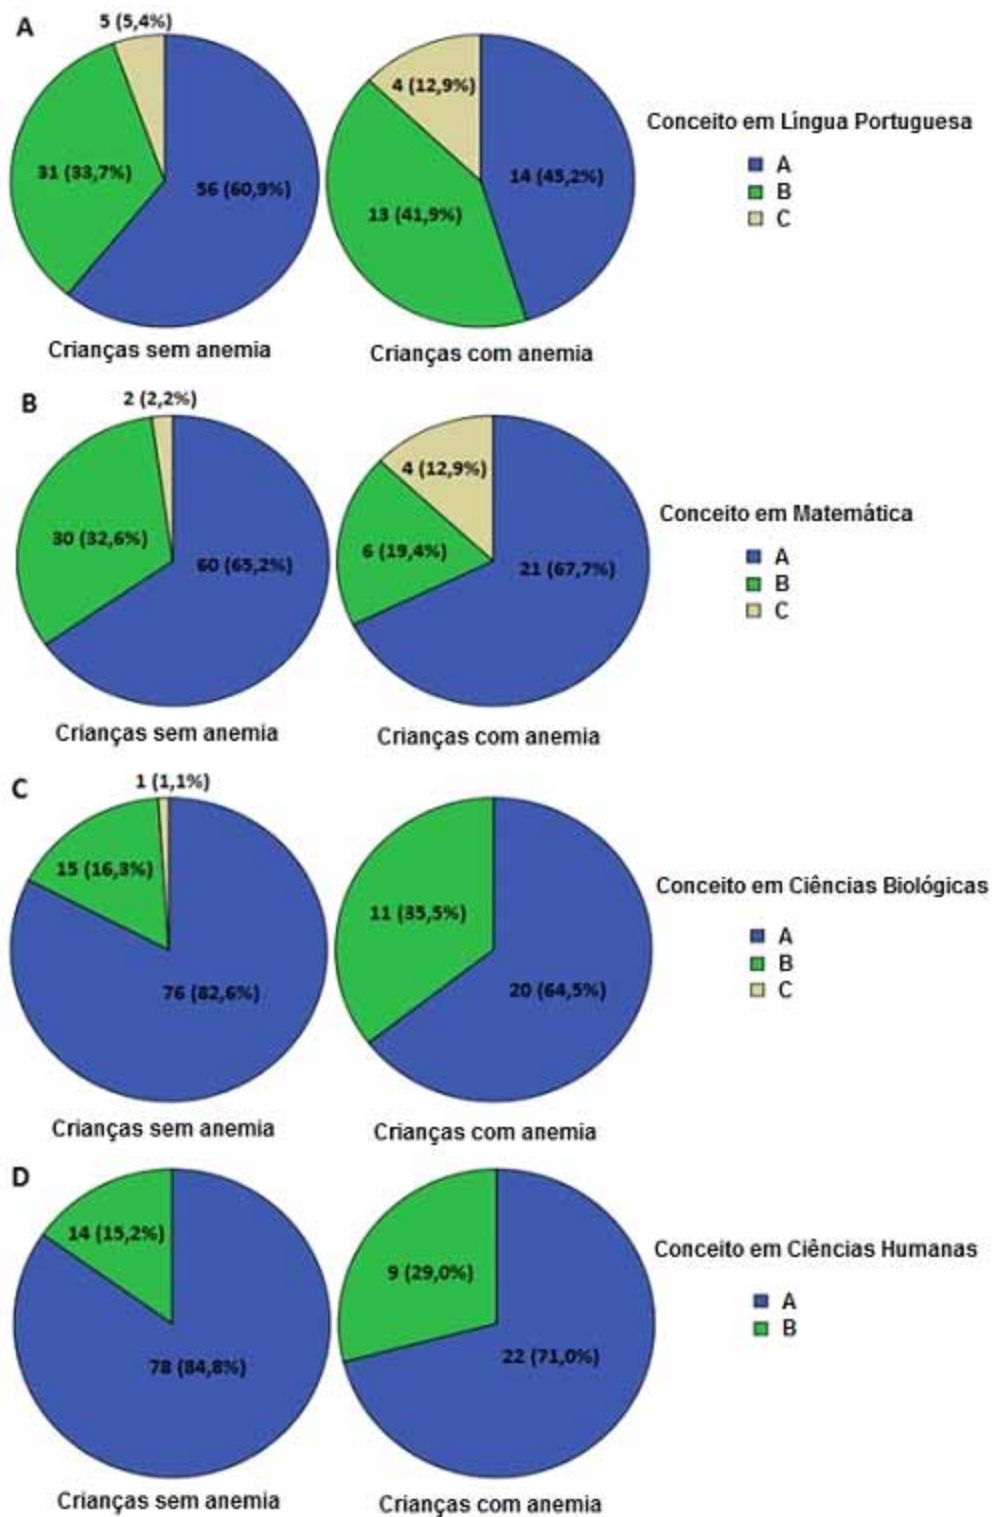 A
5 (5,4%)
31 (33,7%)
56 (60,9%)
Crianças sem anemia
4 (12,9%)
14 (45,2%)
13 (41,9%)
Crianças com anemia
Conceito em Língua Portuguesa
A
B
C
B
2 (2,2%)
30 (32,6%)
60 (65,2%)
Crianças sem anemia
4 (12,9%)
6 (19,4%)
21 (67,7%)
Crianças com anemia
Conceito em Matemática
A
B
C
C
1 (1,1%)
15 (16,3%)
76 (82,6%)
Crianças sem anemia
11 (35,5%)
20 (64,5%)
Crianças com anemia
Conceito em Ciências Biológicas
A
B
C
D
14 (15,2%)
78 (84,8%)
Crianças sem anemia
9 (29,0%)
22 (71,0%)
Crianças com anemia
Conceito em Ciências Humanas
A
B